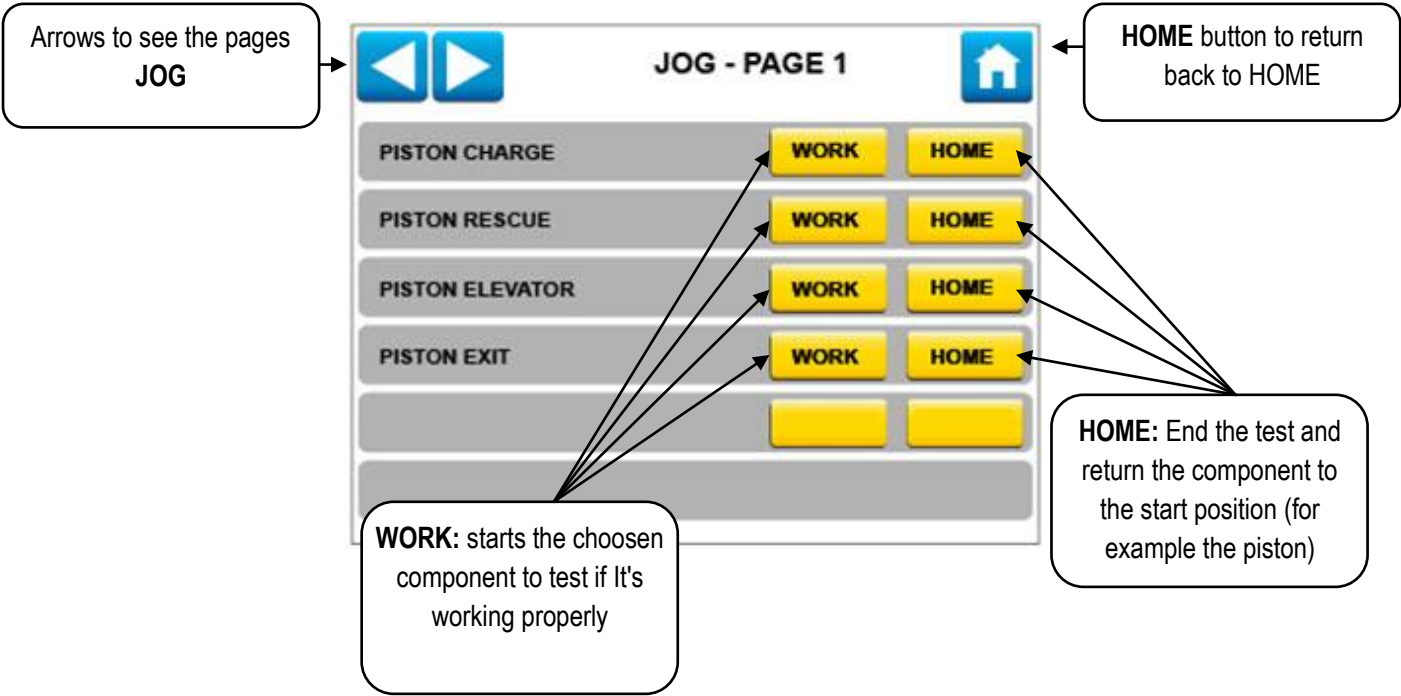 Arrows to see the pages
JOG
JOG - PAGE 1
HOME button to return
back to HOME
PISTON CHARGE WORK HOME
PISTON RESCUE WORK HOME
PISTON ELEVATOR WORK HOME
PISTON EXIT WORK HOME
WORK: starts the choosen
component to test if It's
working properly
HOME: End the test and
return the component to
the start position (for
example the piston)